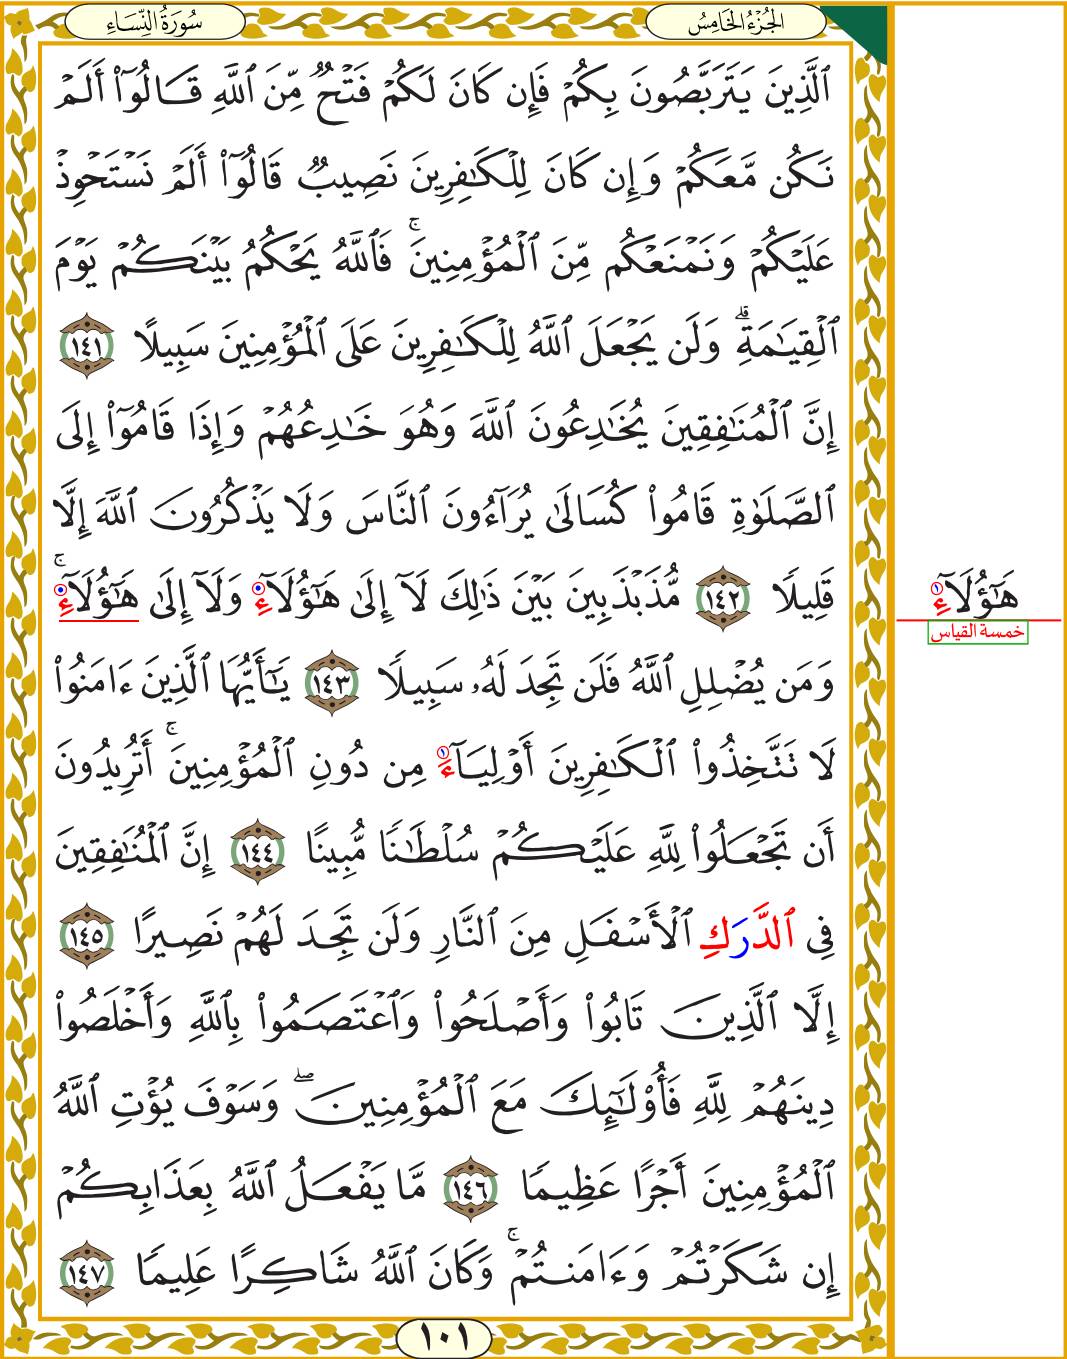 سُورَةُ النِّسَاءِ
الجُزْءُ الخَامِسُ
ٱلَّذِينَ يَتَرَبَّصُونَ بِكُمْ فَإِن كَانَ لَكُمْ فَتْحٌ مِّنَ ٱللَّهِ قَالُوٓا۟ أَلَمْ
نَكُن مَّعَكُمْ وَإِن كَانَ لِلْكَـٰفِرِينَ نَصِيبٌ قَالُوٓا۟ أَلَمْ نَسْتَحْوِذْ
عَلَيْكُمْ وَنَمْنَعْكُم مِّنَ ٱلْمُؤْمِنِينَ ۚ فَٱللَّهُ يَحْكُمُ بَيْنَكُمْ يَوْمَ
ٱلْقِيَـٰمَةِ ۗ وَلَن يَجْعَلَ ٱللَّهُ لِلْكَـٰفِرِينَ عَلَى ٱلْمُؤْمِنِينَ سَبِيلًا ١٤١
إِنَّ ٱلْمُنَـٰفِقِينَ يُخَـٰدِعُونَ ٱللَّهَ وَهُوَ خَـٰدِعُهُمْ وَإِذَا قَامُوٓا۟ إِلَى
ٱلصَّلَوٰةِ قَامُوا۟ كُسَالَىٰ يُرَآءُونَ ٱلنَّاسَ وَلَا يَذْكُرُونَ ٱللَّهَ إِلَّا
قَلِيلًا ١٤٢ مُّذَبْذَبِينَ بَيْنَ ذَٰلِكَ لَآ إِلَىٰ هَـٰٓؤُلَآءِ وَلَآ إِلَىٰ هَـٰٓؤُلَآءِ ۚ
هَـٰٓؤُلَآءِ ١
خمسة القياس
وَمَن يُضْلِلِ ٱللَّهُ فَلَن تَجِدَ لَهُۥ سَبِيلًا ١٤٣ يَـٰٓأَيُّهَا ٱلَّذِينَ ءَامَنُوا۟
لَا تَتَّخِذُوا۟ ٱلْكَـٰفِرِينَ أَوْلِيَآءَ ١ مِن دُونِ ٱلْمُؤْمِنِينَ ۚ أَتُرِيدُونَ
أَن تَجْعَلُوا۟ لِلَّهِ عَلَيْكُمْ سُلْطَـٰنًا مُّبِينًا ١٤٤ إِنَّ ٱلْمُنَـٰفِقِينَ
فِى ٱلدَّرَكِ ٱلْأَسْفَلِ مِنَ ٱلنَّارِ وَلَن تَجِدَ لَهُمْ نَصِيرًا ١٤٥
إِلَّا ٱلَّذِينَ تَابُوا۟ وَأَصْلَحُوا۟ وَٱعْتَصَمُوا۟ بِٱللَّهِ وَأَخْلَصُوا۟
دِينَهُمْ لِلَّهِ فَأُو۟لَـٰٓئِكَ مَعَ ٱلْمُؤْمِنِينَ ۖ وَسَوْفَ يُؤْتِ ٱللَّهُ
ٱلْمُؤْمِنِينَ أَجْرًا عَظِيمًا ١٤٦ مَّا يَفْعَلُ ٱللَّهُ بِعَذَابِكُمْ
إِن شَكَرْتُمْ وَءَامَنتُمْ ۚ وَكَانَ ٱللَّهُ شَاكِرًا عَلِيمًا ١٤٧
١٠١